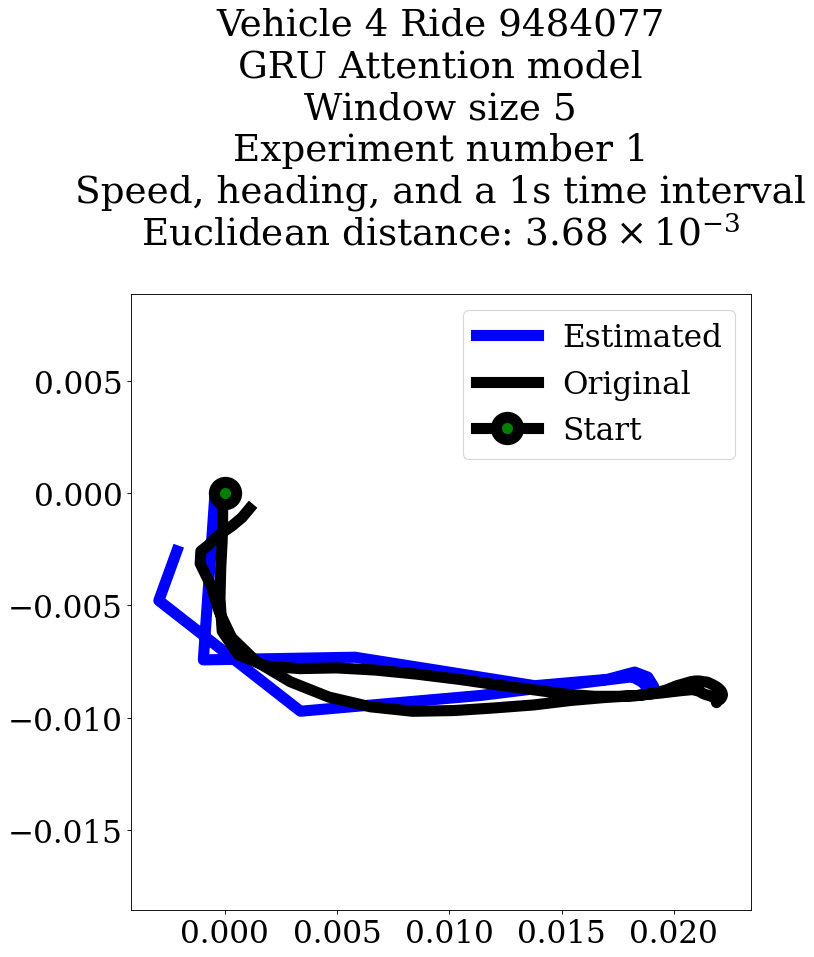 Vehicle 4 Ride 9484077
GRU Attention model
Window size 5
Experiment number 1
Speed, heading, and a 1s time interval
Euclidean distance: 3.68 × 10⁻³
Estimated
Original
Start
0.005
0.000
−0.005
−0.010
−0.015
0.000 0.005 0.010 0.015 0.020